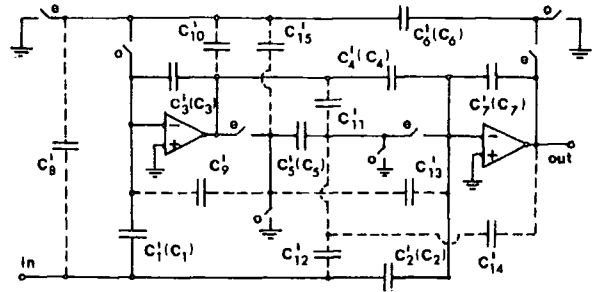 e
o
C'10
C'15
C'6(C6)
o
e
C'4(C4)
C'3(C3)
C'7(C7)
C'11
C'8
−
+
e
C'9
C'5(C5)
o
e
o
C'13
−
+
out
C'1(C1)
C'12
C'2(C2)
C'14
in